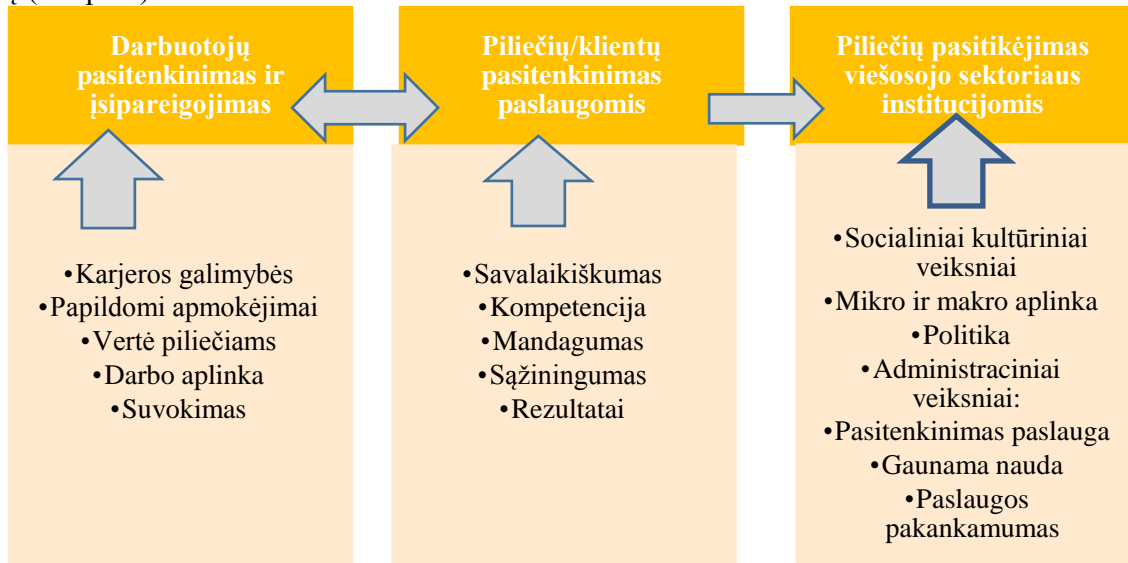 Darbuotojų
pasitenkinimas ir
įsipareigojimas
•Karjeros galimybės
•Papildomi apmokėjimai
•Vertė piliečiams
•Darbo aplinka
•Suvokimas
Piliečių/klientų
pasitenkinimas
paslaugomis
•Savalaikiškumas
•Kompetencija
•Mandagumas
•Sąžiningumas
•Rezultatai
Piliečių pasitikėjimas
viešosojo sektoriaus
institucijomis
•Socialiniai kultūriniai
veiksniai
•Mikro ir makro aplinka
•Politika
•Administraciniai
veiksniai:
•Pasitenkinimas paslauga
•Gaunama nauda
•Paslaugos
pakankamumas